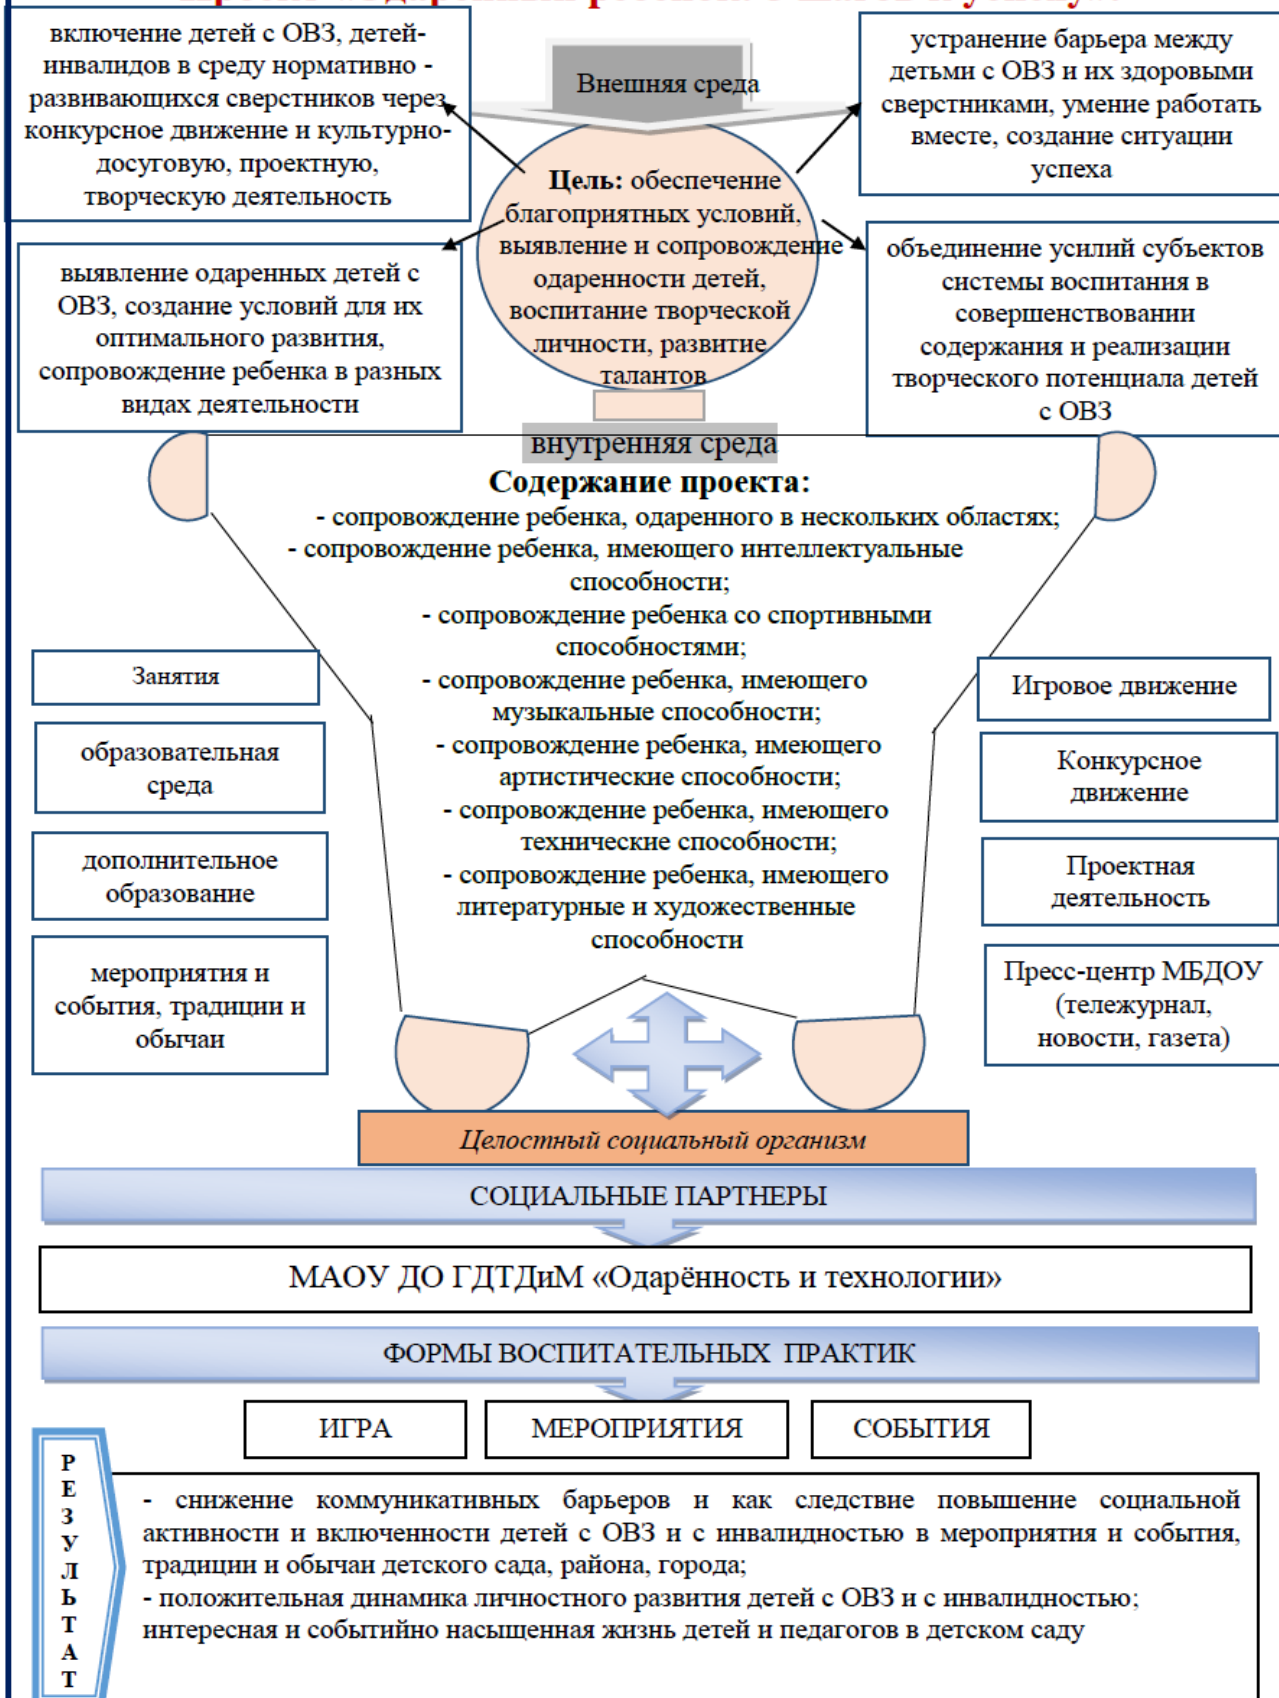 включение детей с ОВЗ, детей-
инвалидов в среду нормативно -
развивающихся сверстников через
конкурсное движение и культурно-
досуговую, проектную,
творческую деятельность
Внешняя среда
устранение барьера между
детьми с ОВЗ и их здоровыми
сверстниками, умение работать
вместе, создание ситуации
успеха
Цель: обеспечение
благоприятных условий,
выявление и сопровождение
одаренности детей,
воспитание творческой
личности, развитие
талантов
выявление одаренных детей с
ОВЗ, создание условий для их
оптимального развития,
сопровождение ребенка в разных
видах деятельности
объединение усилий субъектов
системы воспитания в
совершенствовании
содержания и реализации
творческого потенциала детей
с ОВЗ
внутренняя среда
Содержание проекта:
- сопровождение ребенка, одаренного в нескольких областях;
- сопровождение ребенка, имеющего интеллектуальные
способности;
- сопровождение ребенка со спортивными
способностями;
- сопровождение ребенка, имеющего
музыкальные способности;
- сопровождение ребенка, имеющего
артистические способности;
- сопровождение ребенка, имеющего
технические способности;
- сопровождение ребенка, имеющего
литературные и художественные
способности
Занятия
образовательная
среда
дополнительное
образование
мероприятия и
события, традиции и
обычаи
Игровое движение
Конкурсное
движение
Проектная
деятельность
Пресс-центр МБДОУ
(тележурнал,
новости, газета)
Целостный социальный организм
СОЦИАЛЬНЫЕ ПАРТНЕРЫ
МАОУ ДО ГДТДиМ «Одарённость и технологии»
ФОРМЫ ВОСПИТАТЕЛЬНЫХ ПРАКТИК
ИГРА
МЕРОПРИЯТИЯ
СОБЫТИЯ
Р
Е
З
У
Л
Ь
Т
А
Т
- снижение коммуникативных барьеров и как следствие повышение социальной
активности и включенности детей с ОВЗ и с инвалидностью в мероприятия и события,
традиции и обычаи детского сада, района, города;
- положительная динамика личностного развития детей с ОВЗ и с инвалидностью;
интересная и событийно насыщенная жизнь детей и педагогов в детском саду